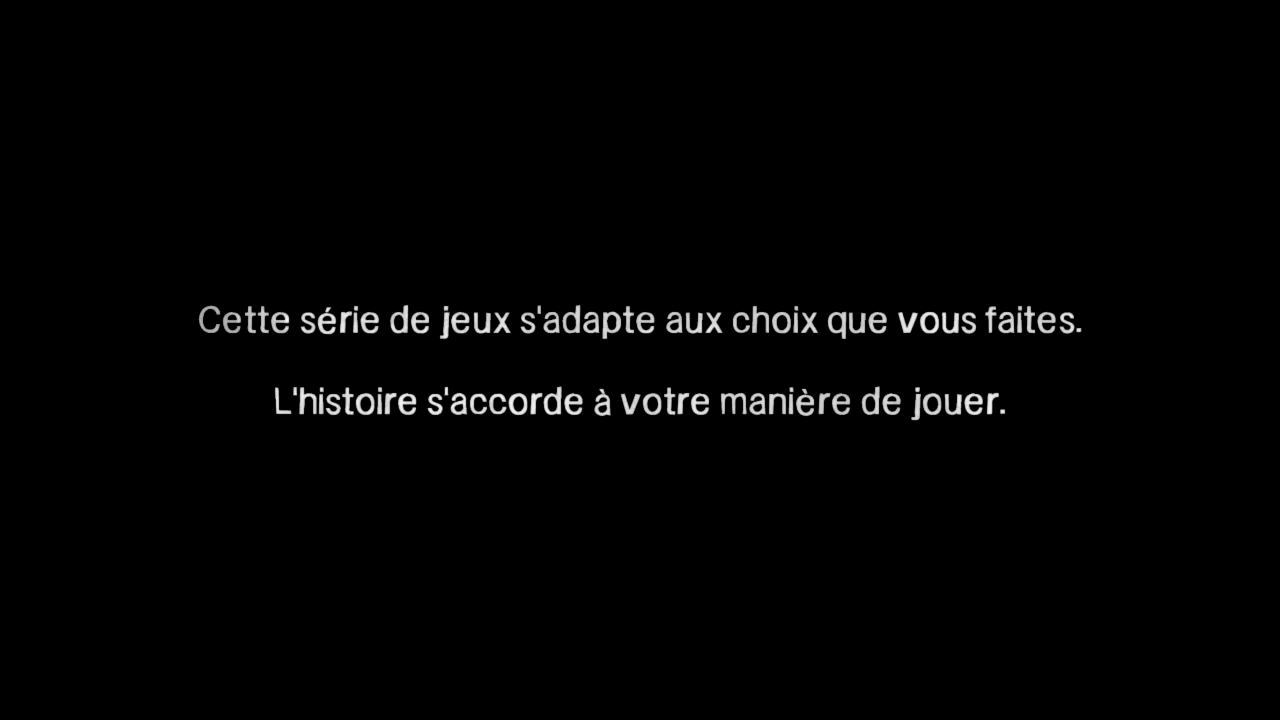 Cette série de jeux s'adapte aux choix que vous faites.
L'histoire s'accorde à votre manière de jouer.